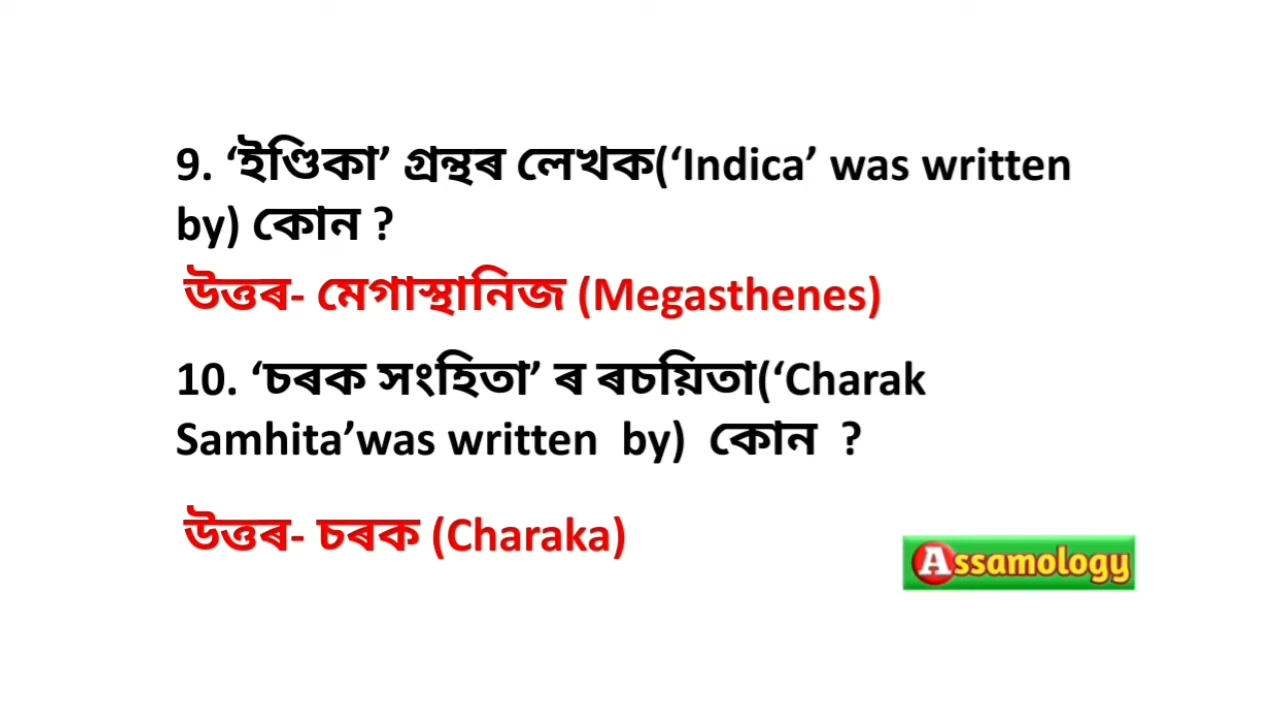 9. ‘ইণ্ডিকা’ গ্ৰন্থৰ লেখক(‘Indica’ was written
by) কোন ?
উত্তৰ- মেগাস্থানিজ (Megasthenes)
10. ‘চৰক সংহিতা’ ৰ ৰচয়িতা(‘Charak
Samhita’was written by) কোন ?
উত্তৰ- চৰক (Charaka)
Assamology